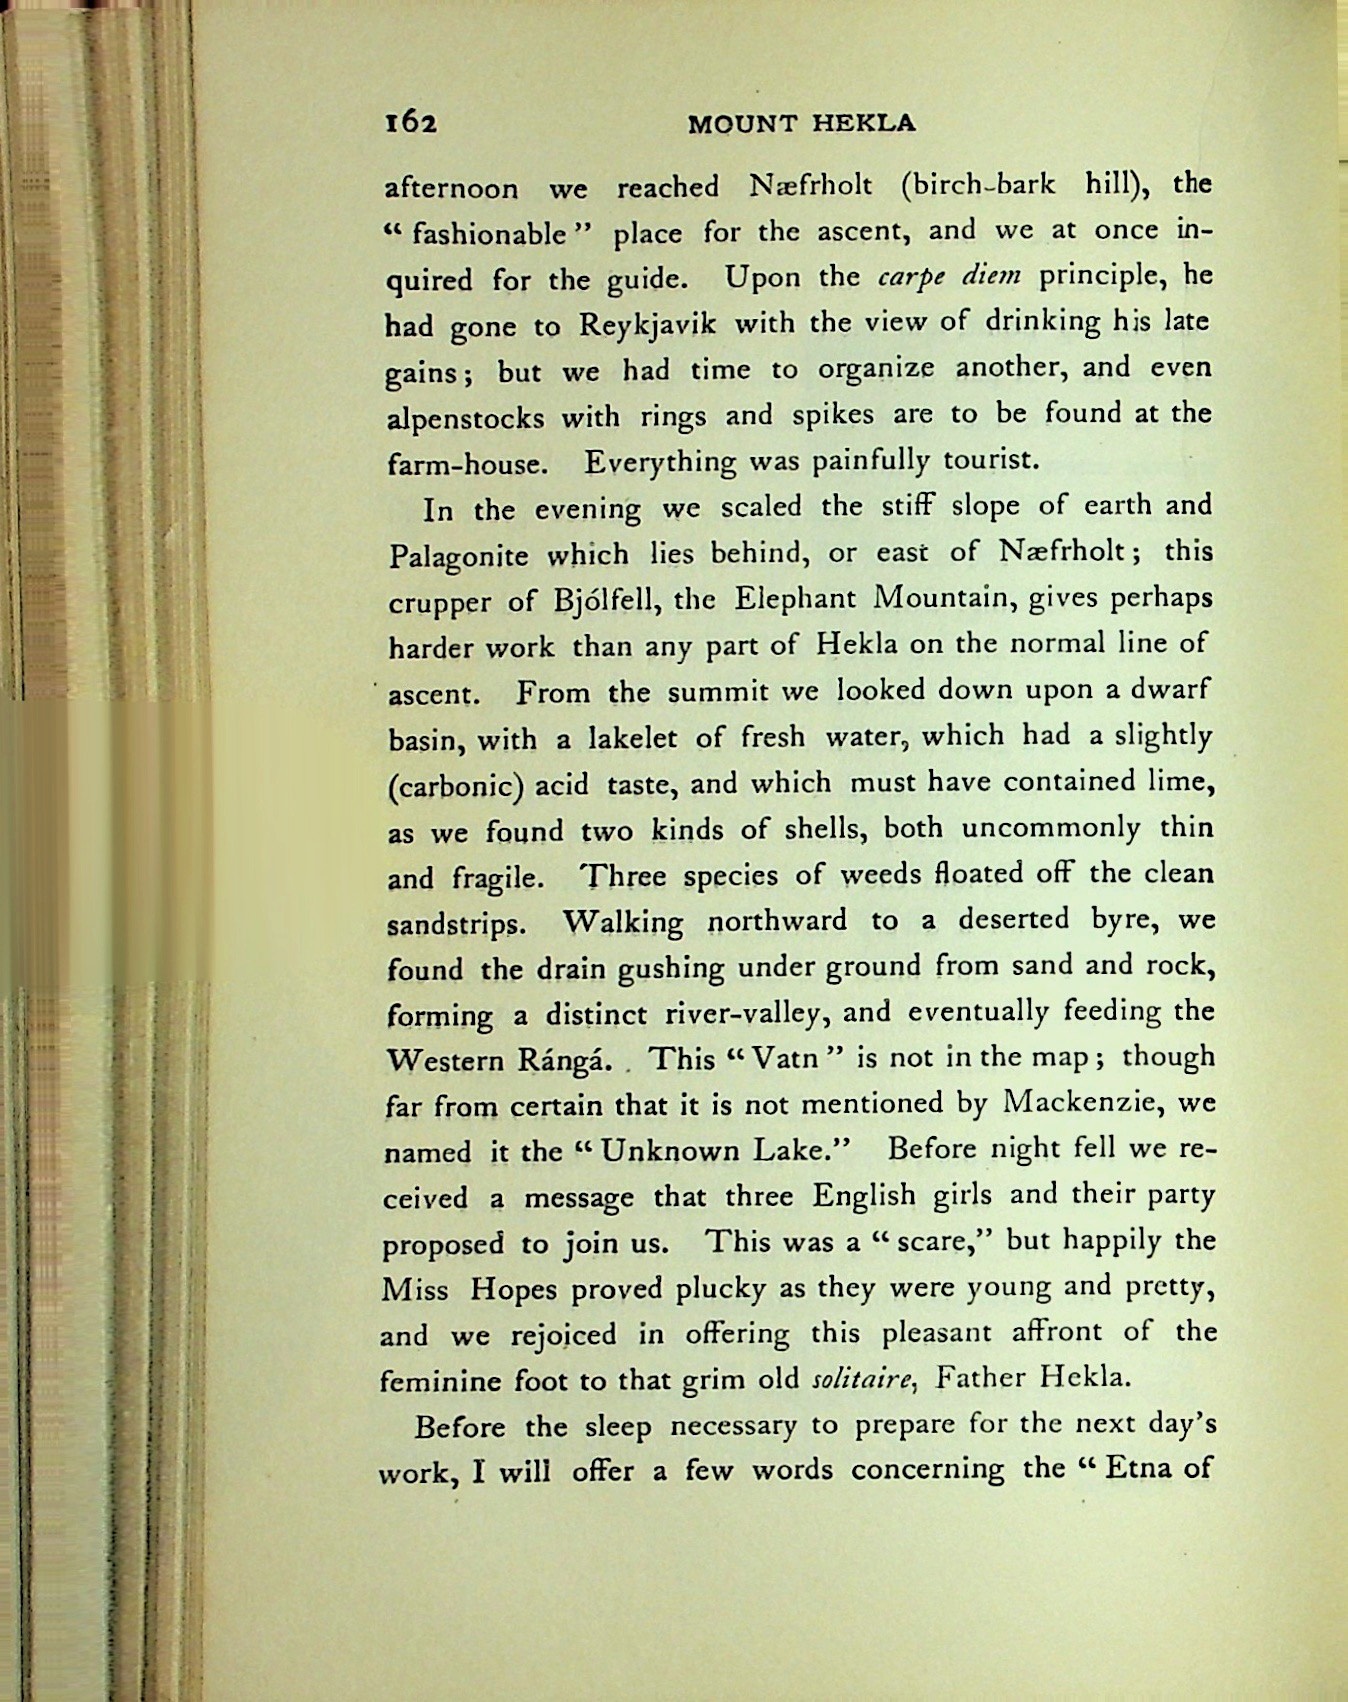 162 MOUNT HEKLA
afternoon we reached Næfrholt (birch-bark hill), the
“ fashionable ” place for the ascent, and we at once in-
quired for the guide. Upon the carpe diem principle, he
had gone to Reykjavik with the view of drinking his late
gains ; but we had time to organize another, and even
alpenstocks with rings and spikes are to be found at the
farm-house. Everything was painfully tourist.
In the evening we scaled the stiff slope of earth and
Palagonite which lies behind, or east of Næfrholt ; this
crupper of Bjólfell, the Elephant Mountain, gives perhaps
harder work than any part of Hekla on the normal line of
ascent. From the summit we looked down upon a dwarf
basin, with a lakelet of fresh water, which had a slightly
(carbonic) acid taste, and which must have contained lime,
as we found two kinds of shells, both uncommonly thin
and fragile. Three species of weeds floated off the clean
sandstrips. Walking northward to a deserted byre, we
found the drain gushing under ground from sand and rock,
forming a distinct river-valley, and eventually feeding the
Western Rángá. This “ Vatn ” is not in the map ; though
far from certain that it is not mentioned by Mackenzie, we
named it the “ Unknown Lake.” Before night fell we re-
ceived a message that three English girls and their party
proposed to join us. This was a “ scare,” but happily the
Miss Hopes proved plucky as they were young and pretty,
and we rejoiced in offering this pleasant affront of the
feminine foot to that grim old solitaire, Father Hekla.
Before the sleep necessary to prepare for the next day’s
work, I will offer a few words concerning the “ Etna of